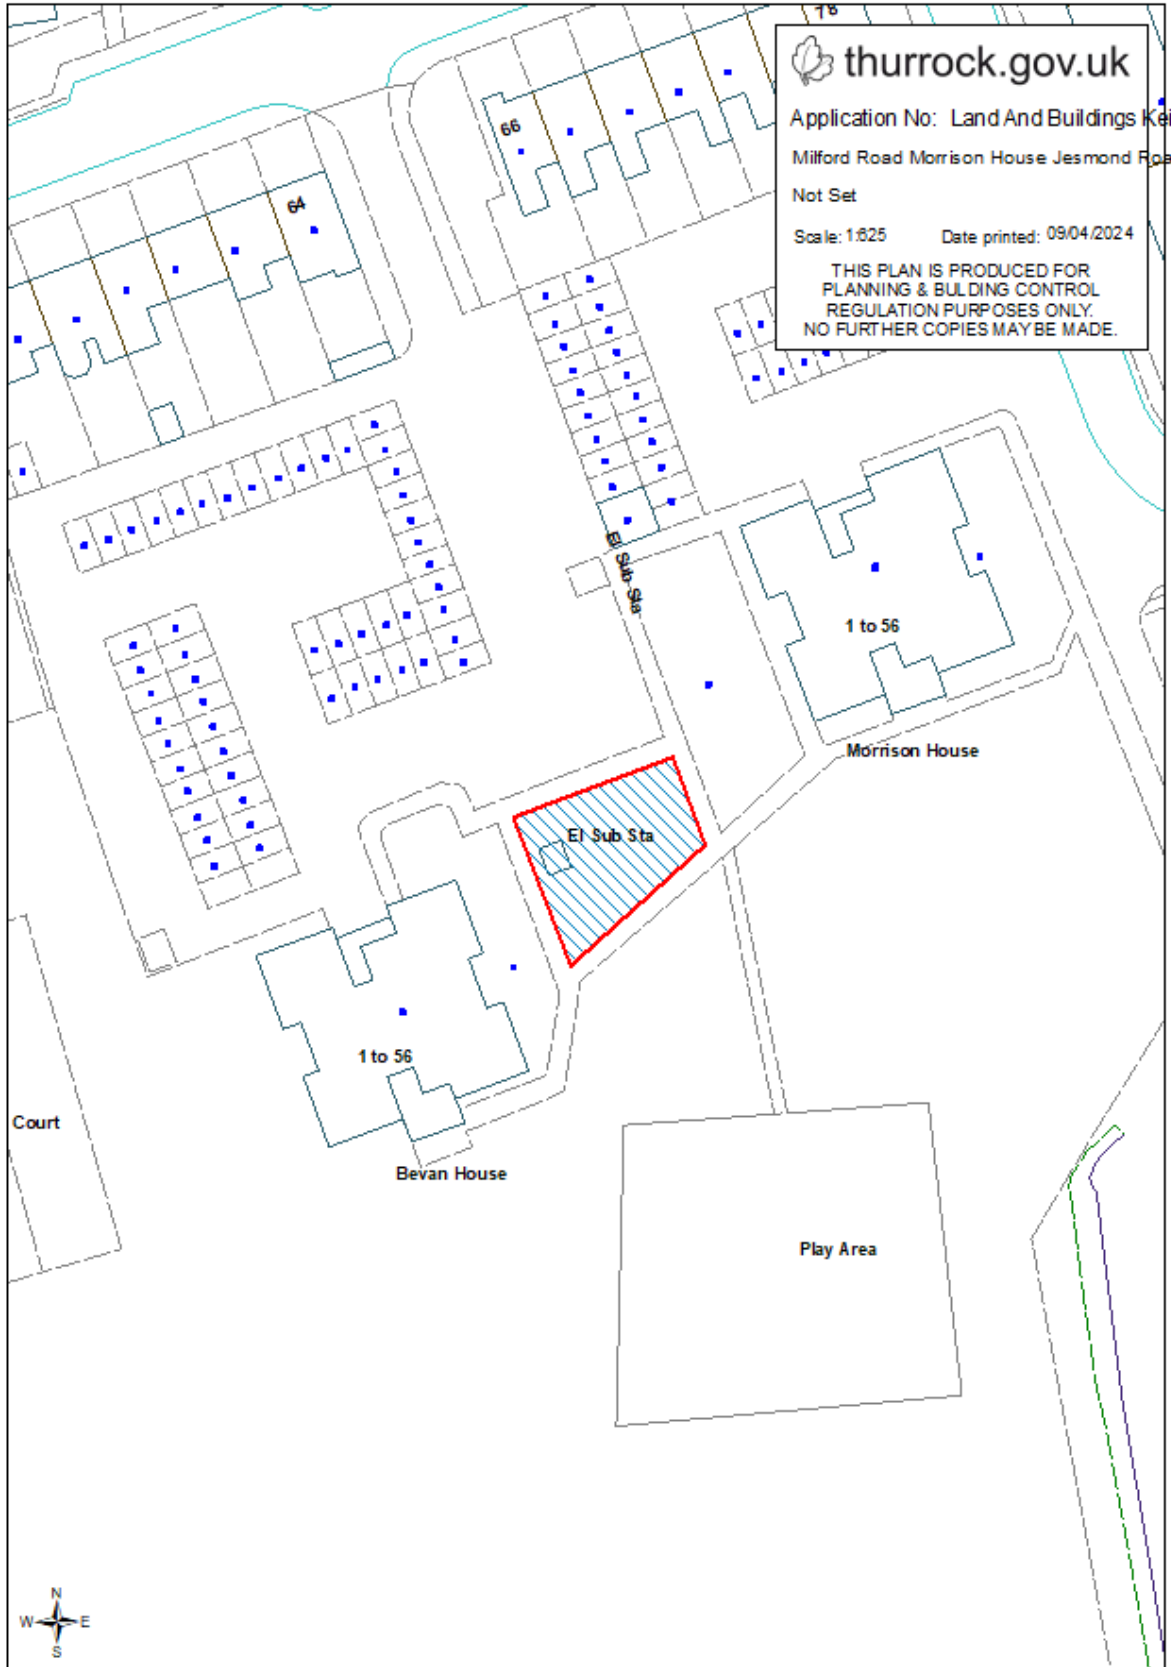 78
thurrock.gov.uk
Application No: Land And Buildings Kei
Milford Road Morrison House Jesmond Roa
Not Set
Scale: 1:625 Date printed: 09/04/2024
THIS PLAN IS PRODUCED FOR
PLANNING & BULDING CONTROL
REGULATION PURPOSES ONLY.
NO FURTHER COPIES MAY BE MADE.
66
64
El Sub Sta
1 to 56
Morrison House
El Sub Sta
1 to 56
Court
Bevan House
Play Area
N
W E
S